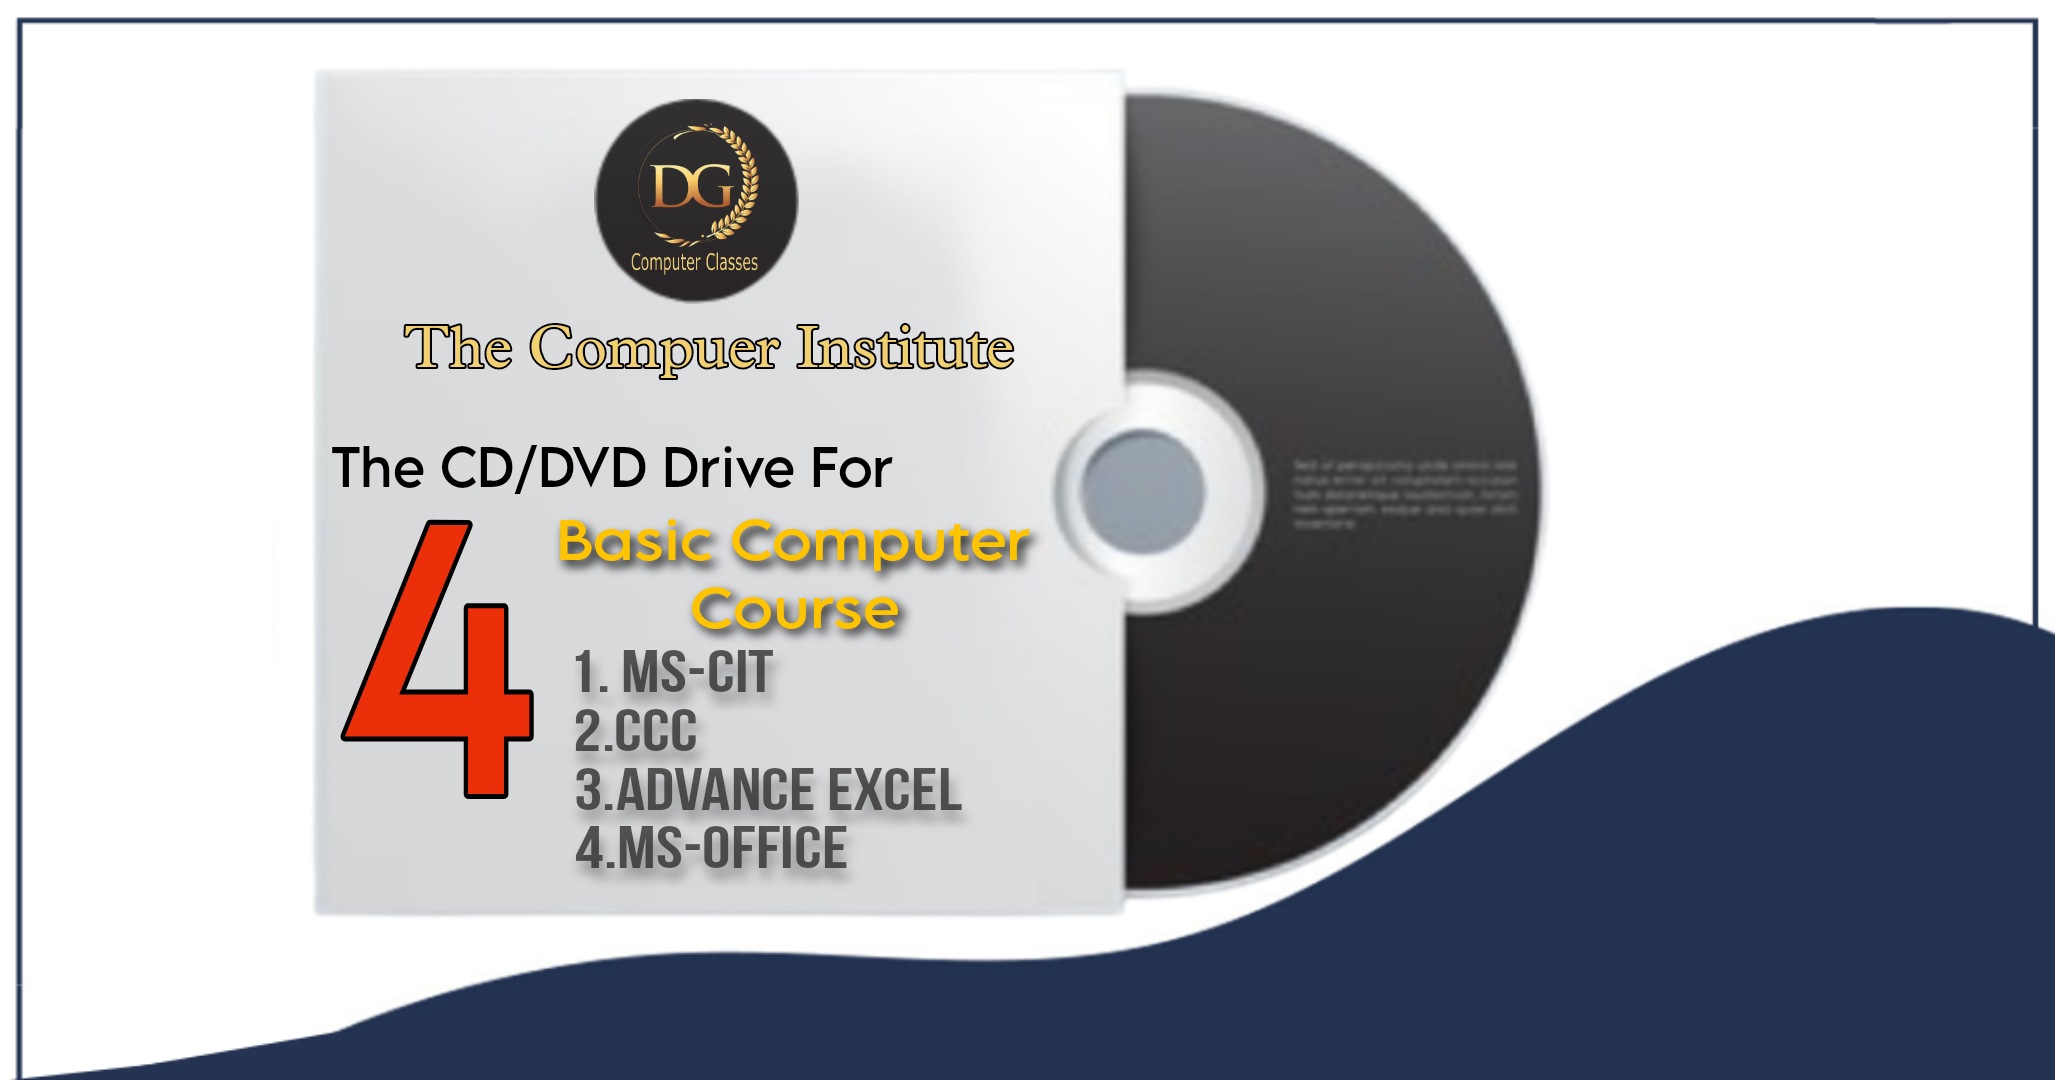 DG
Computer Classes
The Compuer Institute
The CD/DVD Drive For
4
Basic Computer
Course
1. MS-CIT
2.CCC
3.ADVANCE EXCEL
4.MS-OFFICE